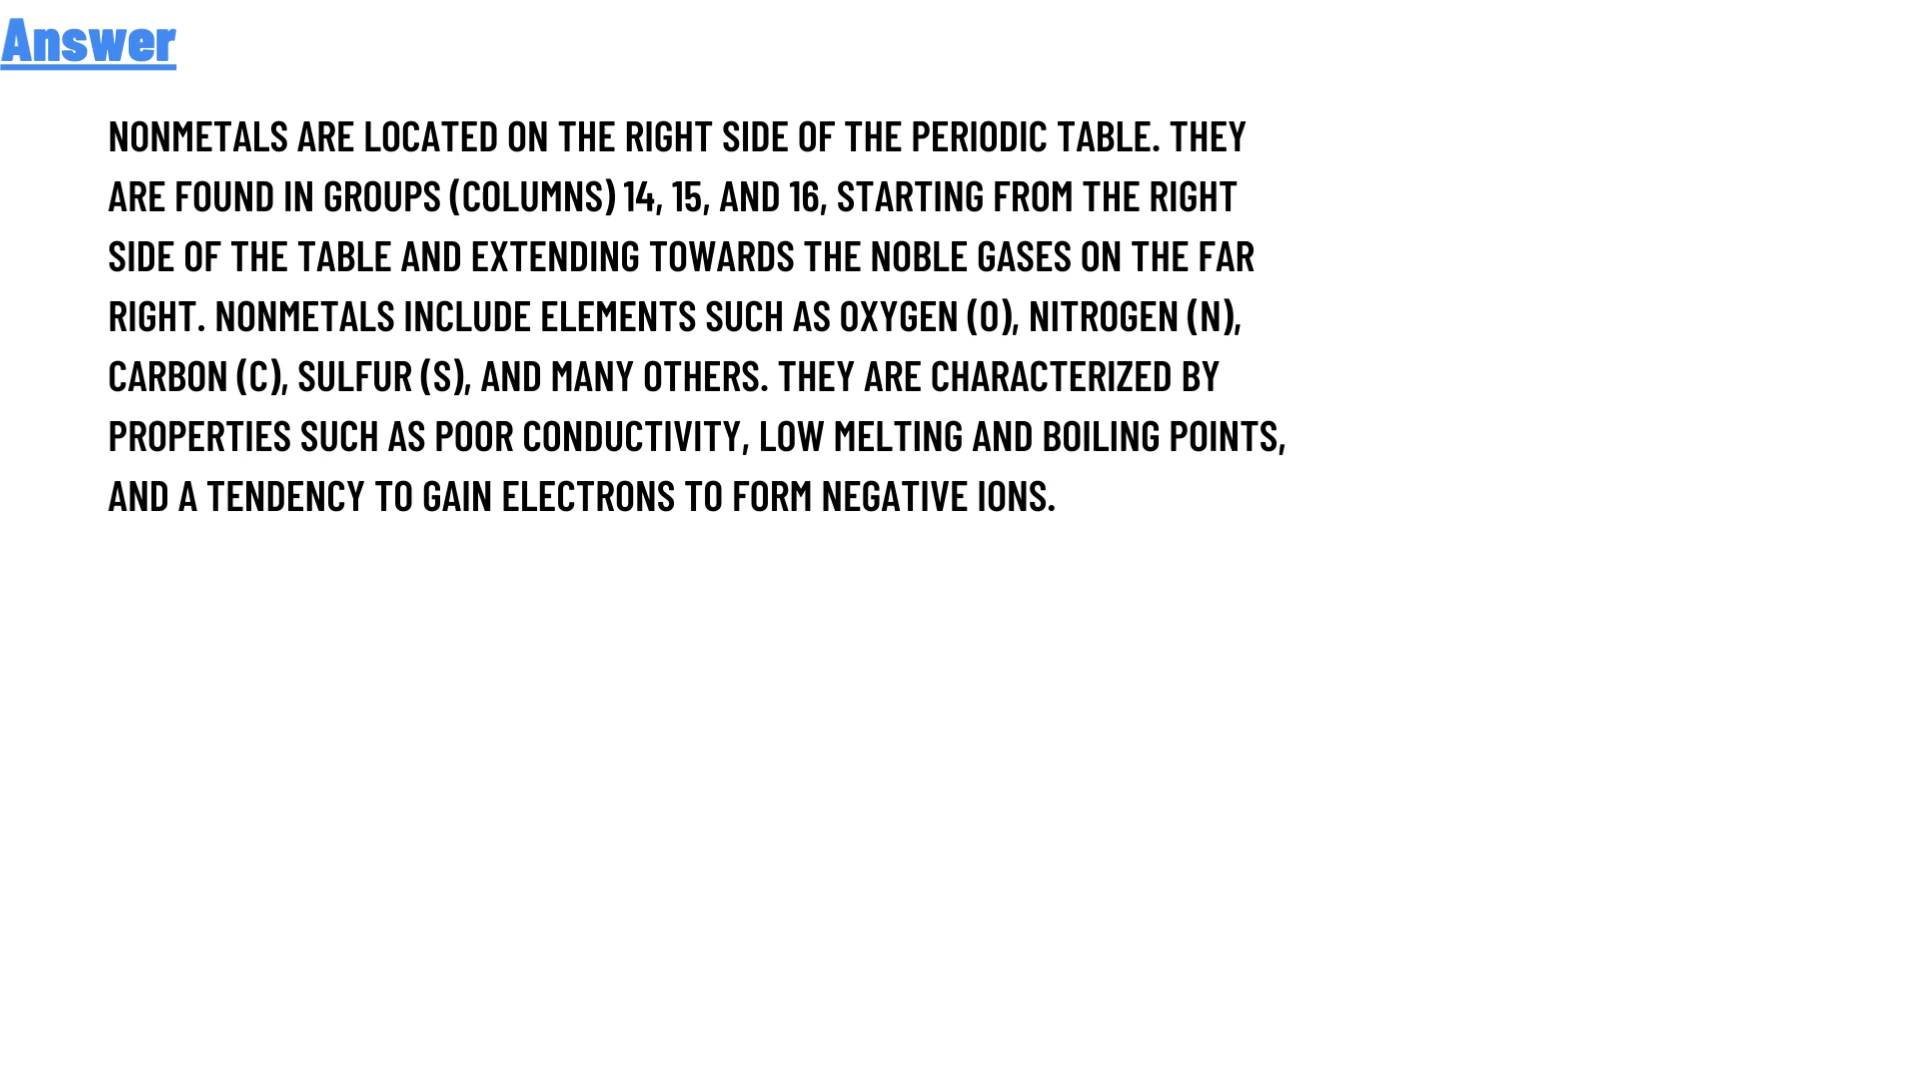 Answer
NONMETALS ARE LOCATED ON THE RIGHT SIDE OF THE PERIODIC TABLE. THEY
ARE FOUND IN GROUPS (COLUMNS) 14, 15, AND 16, STARTING FROM THE RIGHT
SIDE OF THE TABLE AND EXTENDING TOWARDS THE NOBLE GASES ON THE FAR
RIGHT. NONMETALS INCLUDE ELEMENTS SUCH AS OXYGEN (O), NITROGEN (N),
CARBON (C), SULFUR (S), AND MANY OTHERS. THEY ARE CHARACTERIZED BY
PROPERTIES SUCH AS POOR CONDUCTIVITY, LOW MELTING AND BOILING POINTS,
AND A TENDENCY TO GAIN ELECTRONS TO FORM NEGATIVE IONS.